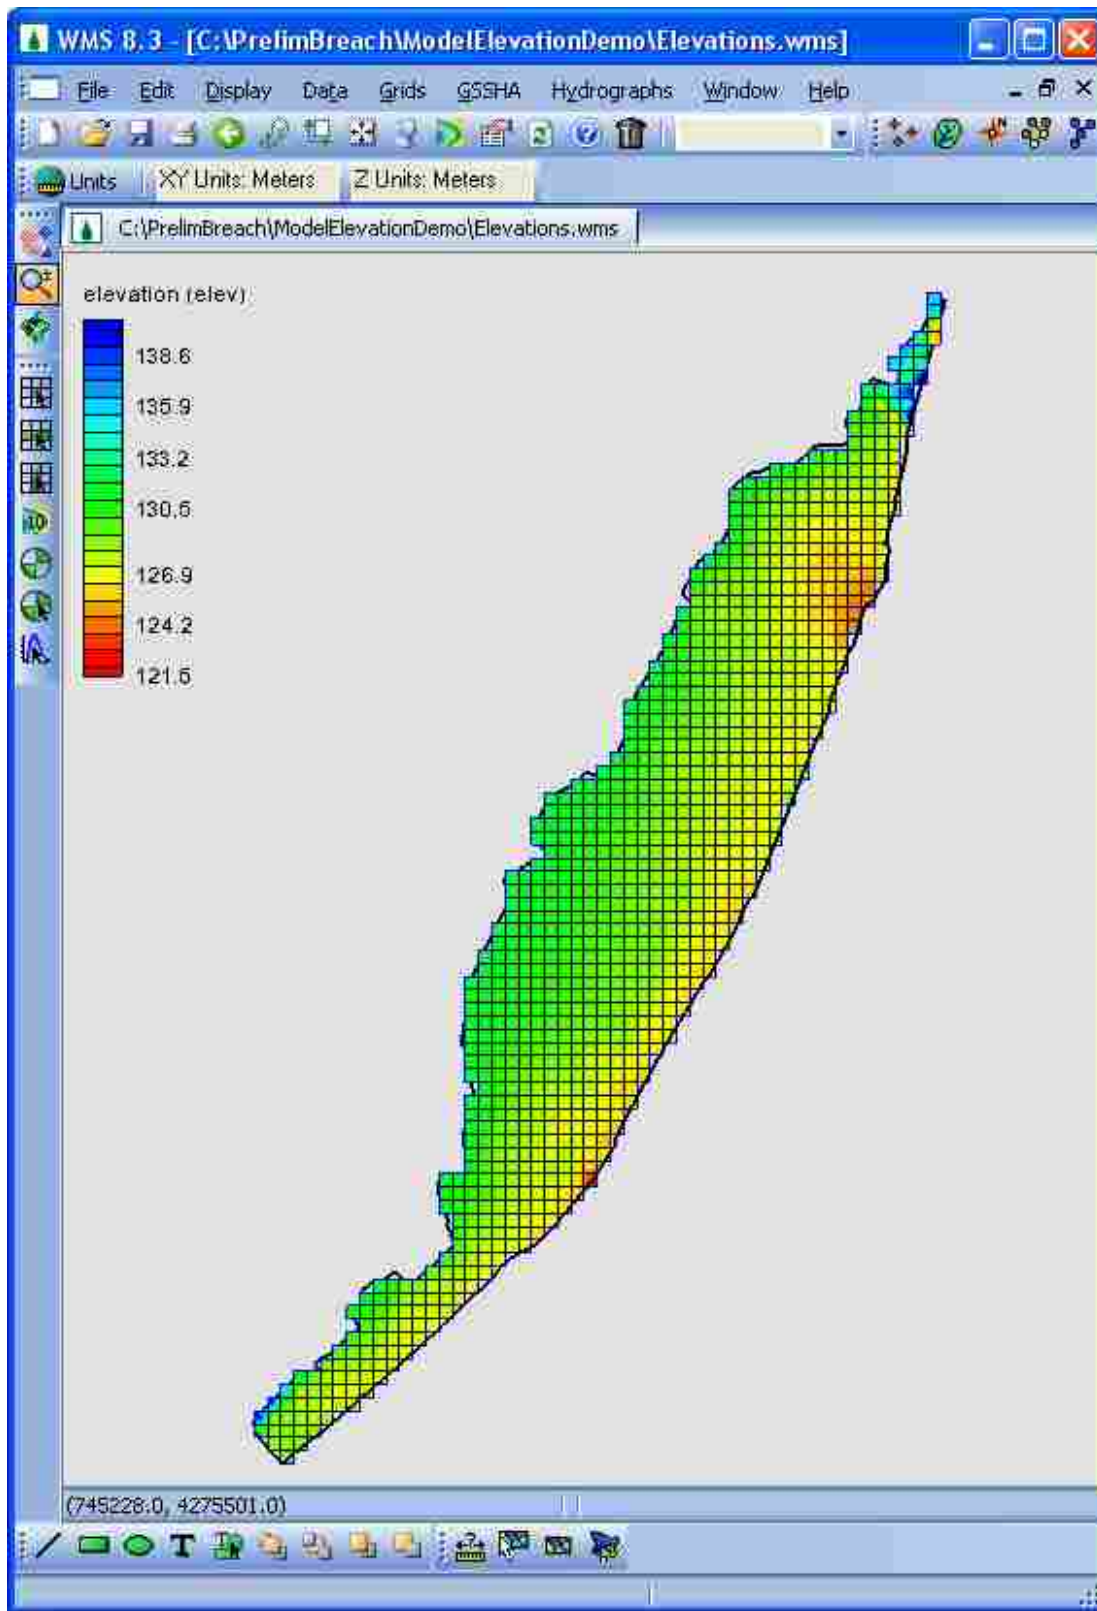 WMS 8.3 - [C:\PrelimBreach\ModelElevationDemo\Elevations.wms]
File Edit Display Data Grids GSSHA Hydrographs Window Help
Units XY Units: Meters Z Units: Meters
C:\PrelimBreach\ModelElevationDemo\Elevations.wms
elevation (elev)
138.6
135.9
133.2
130.5
126.9
124.2
121.5
(745228.0, 4275501.0)
T